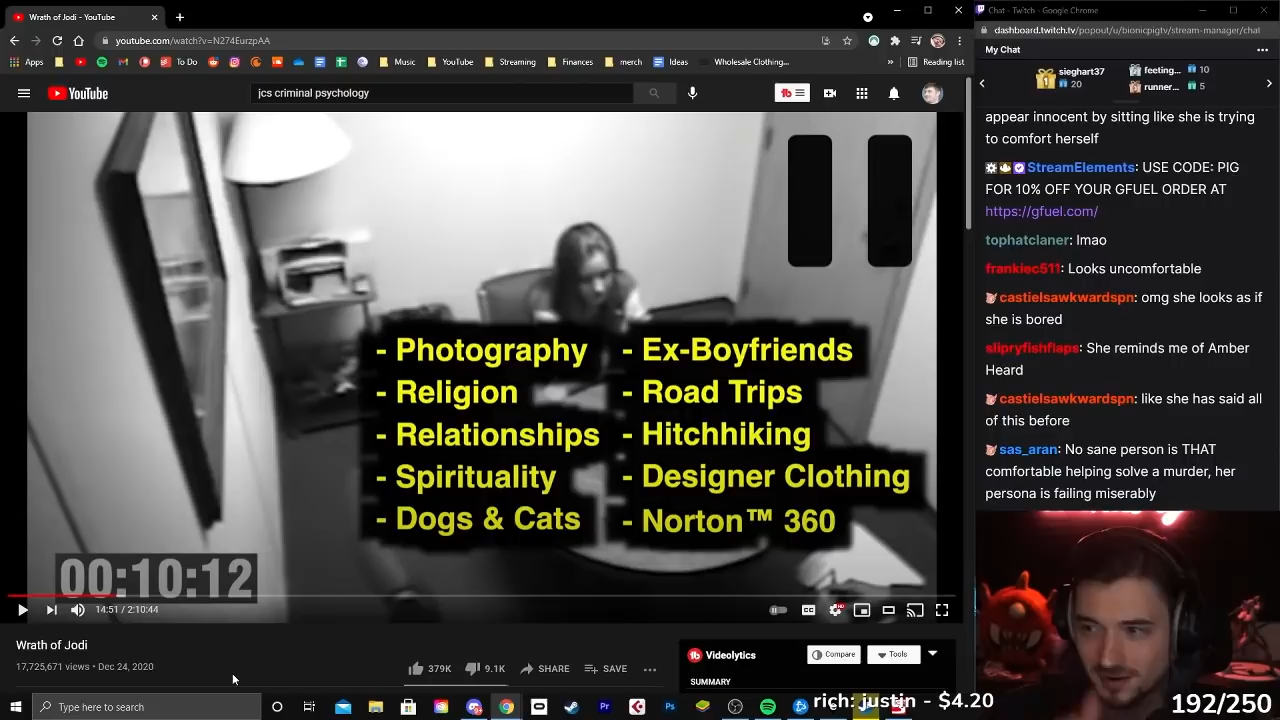 Wrath of Jodi - YouTube
youtube.com/watch?v=N274EurzpAA
Apps
To Do
Music
YouTube
Streaming
Finances
merch
Ideas
Wholesale Clothing...
Reading list
YouTube
jcs criminal psychology
- Photography
- Religion
- Relationships
- Spirituality
- Dogs & Cats
- Ex-Boyfriends
- Road Trips
- Hitchhiking
- Designer Clothing
- Norton™ 360
00:10:12
14:51 / 2:10:44
Wrath of Jodi
17,725,671 views • Dec 24, 2020
379K
9.1K
SHARE
SAVE
Videolytics
Compare
Tools
SUMMARY
Type here to search
Chat - Twitch - Google Chrome
dashboard.twitch.tv/popout/u/bionicpigtv/stream-manager/chat
My Chat
sieghart37
20
feeting... 10
runner... 5
appear innocent by sitting like she is trying
to comfort herself
StreamElements: USE CODE: PIG
FOR 10% OFF YOUR GFUEL ORDER AT
https://gfuel.com/
tophatclaner: lmao
frankiec511: Looks uncomfortable
castielsawkwardspn: omg she looks as if
she is bored
slipryfishflaps: She reminds me of Amber
Heard
castielsawkwardspn: like she has said all
of this before
sas_aran: No sane person is THAT
comfortable helping solve a murder, her
persona is failing miserably
rich: justin - $4.20
192/250